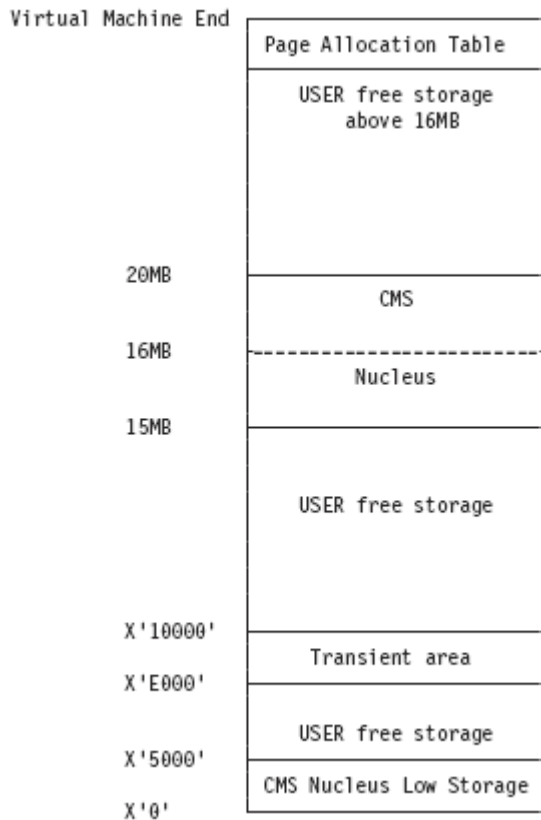 Virtual Machine End
Page Allocation Table
USER free storage
above 16MB
20MB
CMS
16MB
Nucleus
15MB
USER free storage
X'10000'
Transient area
X'E000'
USER free storage
X'5000'
CMS Nucleus Low Storage
X'0'